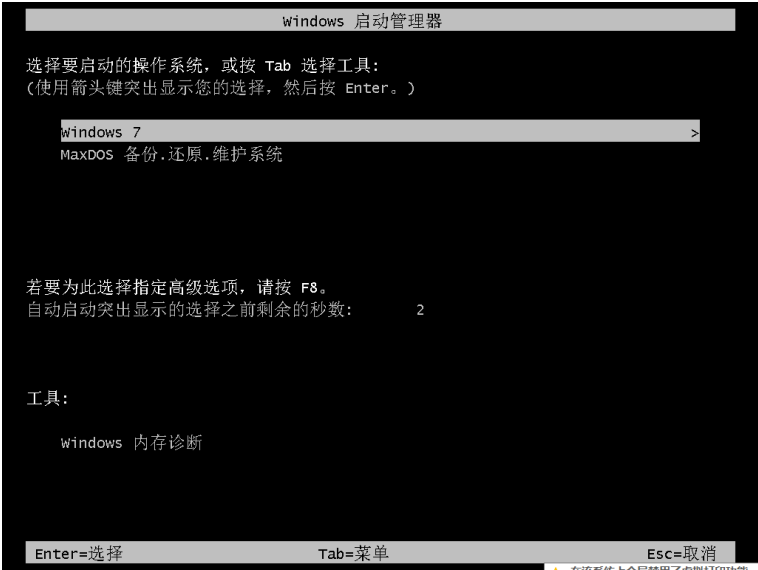 Windows 启动管理器
选择要启动的操作系统，或按 Tab 选择工具:
(使用箭头键突出显示您的选择，然后按 Enter。)
Windows 7 >
MaxDOS 备份.还原.维护系统
若要为此选择指定高级选项，请按 F8。
自动启动突出显示的选择之前剩余的秒数: 2
工具:
Windows 内存诊断
Enter=选择 Tab=菜单 Esc=取消